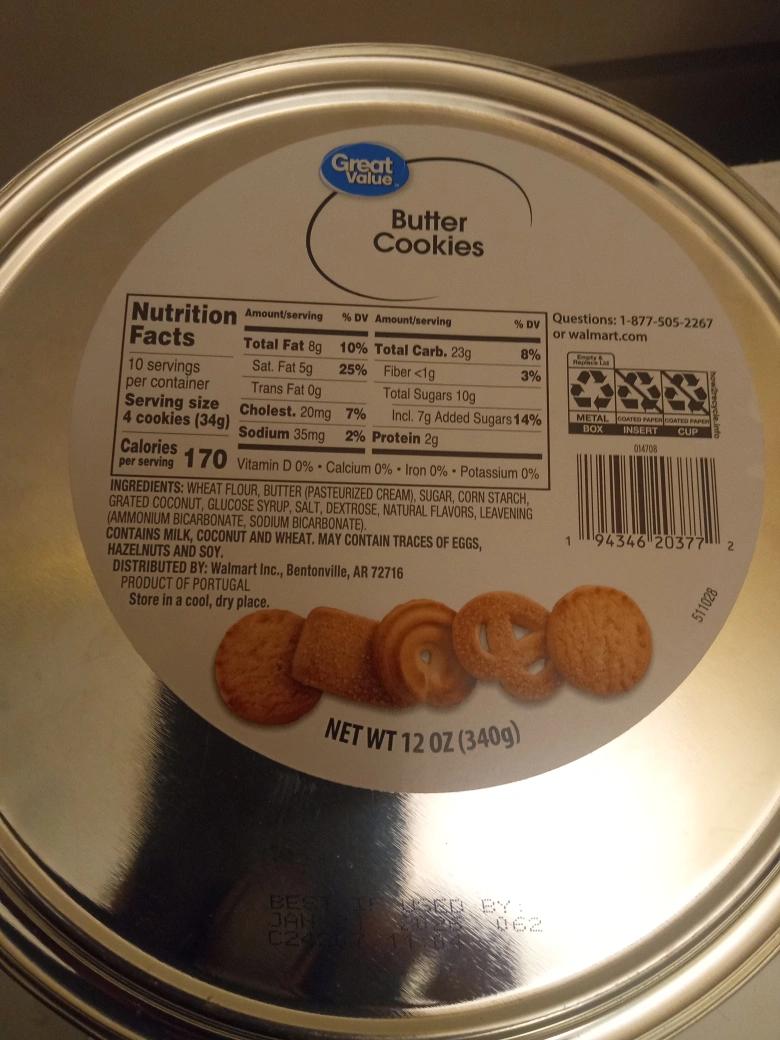 Great
Value
Butter
Cookies
Nutrition
Facts
10 servings
per container
Serving size
4 cookies (34g)
Calories
per serving 170
Amount/serving % DV
Total Fat 8g 10%
Sat. Fat 5g 25%
Trans Fat 0g
Cholest. 20mg 7%
Sodium 35mg 2%
Amount/serving % DV
Total Carb. 23g 8%
Fiber <1g 3%
Total Sugars 10g
Incl. 7g Added Sugars 14%
Protein 2g
Vitamin D 0% • Calcium 0% • Iron 0% • Potassium 0%
INGREDIENTS: WHEAT FLOUR, BUTTER (PASTEURIZED CREAM), SUGAR, CORN STARCH,
GRATED COCONUT, GLUCOSE SYRUP, SALT, DEXTROSE, NATURAL FLAVORS, LEAVENING
(AMMONIUM BICARBONATE, SODIUM BICARBONATE).
CONTAINS MILK, COCONUT AND WHEAT. MAY CONTAIN TRACES OF EGGS,
HAZELNUTS AND SOY.
DISTRIBUTED BY: Walmart Inc., Bentonville, AR 72716
PRODUCT OF PORTUGAL
Store in a cool, dry place.
Questions: 1-877-505-2267
or walmart.com
Empty &
Replace Lid
METAL COATED PAPER COATED PAPER
BOX INSERT CUP
how2recycle.info
014708
1 94346 20377 2
511028
NET WT 12 OZ (340g)
BEST IF USED BY:
JAN 062